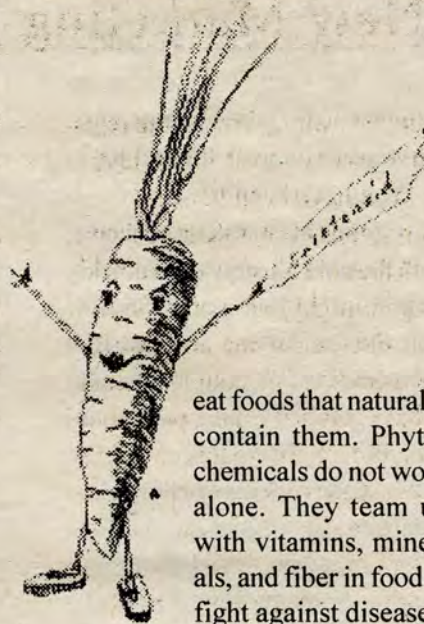 eat foods that natural
contain them. Phyt
chemicals do not wo
alone. They team u
with vitamins, mine
als, and fiber in food
fight against disease